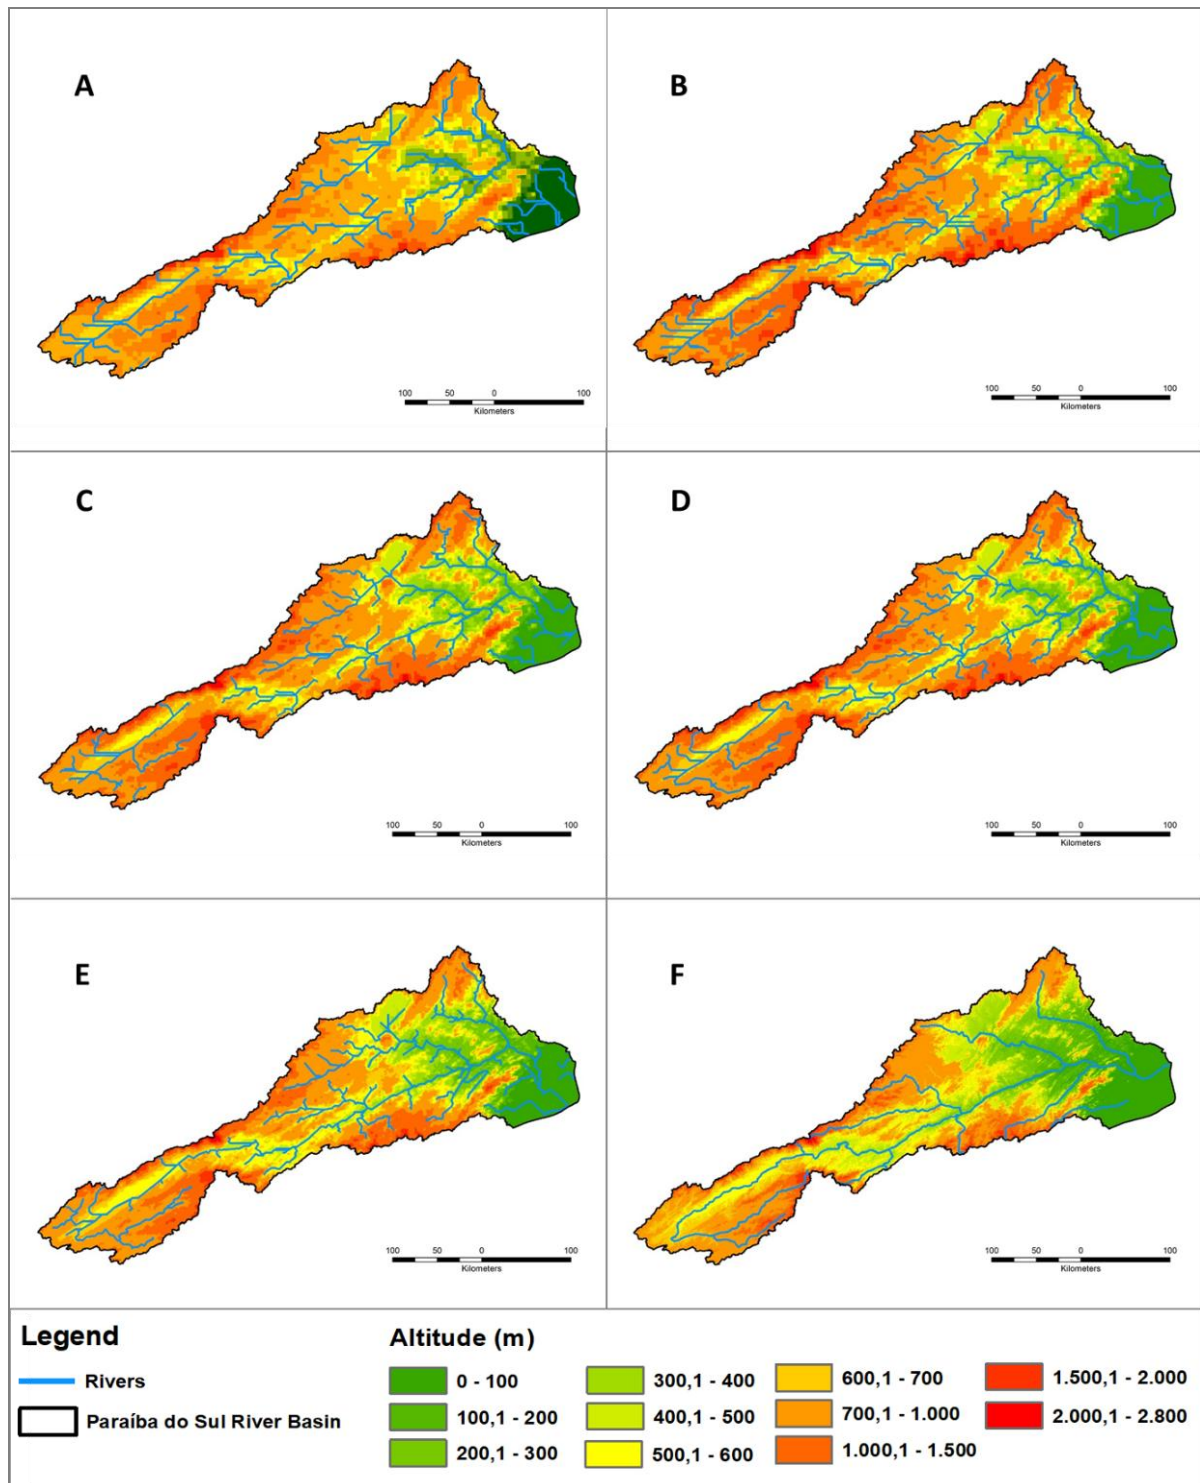 A
B
100 50 0 100
Kilometers
100 50 0 100
Kilometers
C
D
100 50 0 100
Kilometers
100 50 0 100
Kilometers
E
F
100 50 0 100
Kilometers
100 50 0 100
Kilometers
Legend
Rivers
Paraíba do Sul River Basin
Altitude (m)
0 - 100
100,1 - 200
200,1 - 300
300,1 - 400
400,1 - 500
500,1 - 600
600,1 - 700
700,1 - 1.000
1.000,1 - 1.500
1.500,1 - 2.000
2.000,1 - 2.800